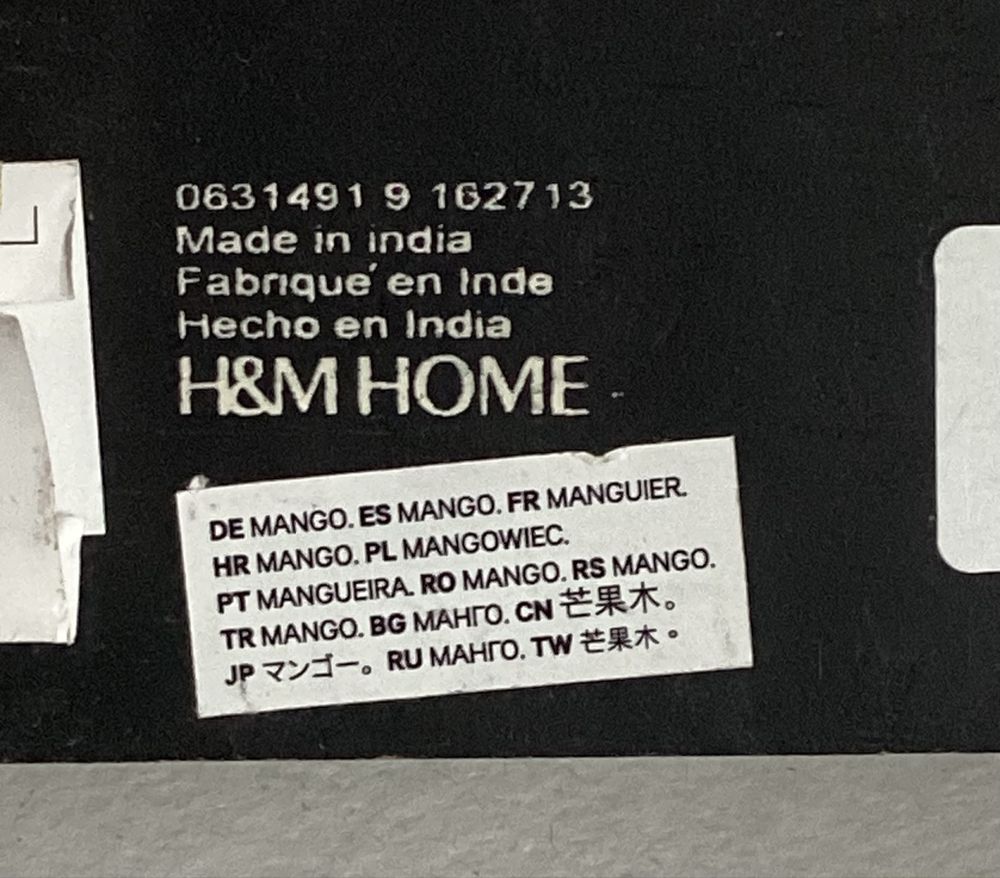 0631491 9 162713
Made in india
Fabriqué en Inde
Hecho en India
H&M HOME
DE MANGO. ES MANGO. FR MANGUIER.
HR MANGO. PL MANGOWIEC.
PT MANGUEIRA. RO MANGO. RS MANGO.
TR MANGO. BG МАНГО. CN 芒果木。
JP マンゴー。 RU МАНГО. TW 芒果木。